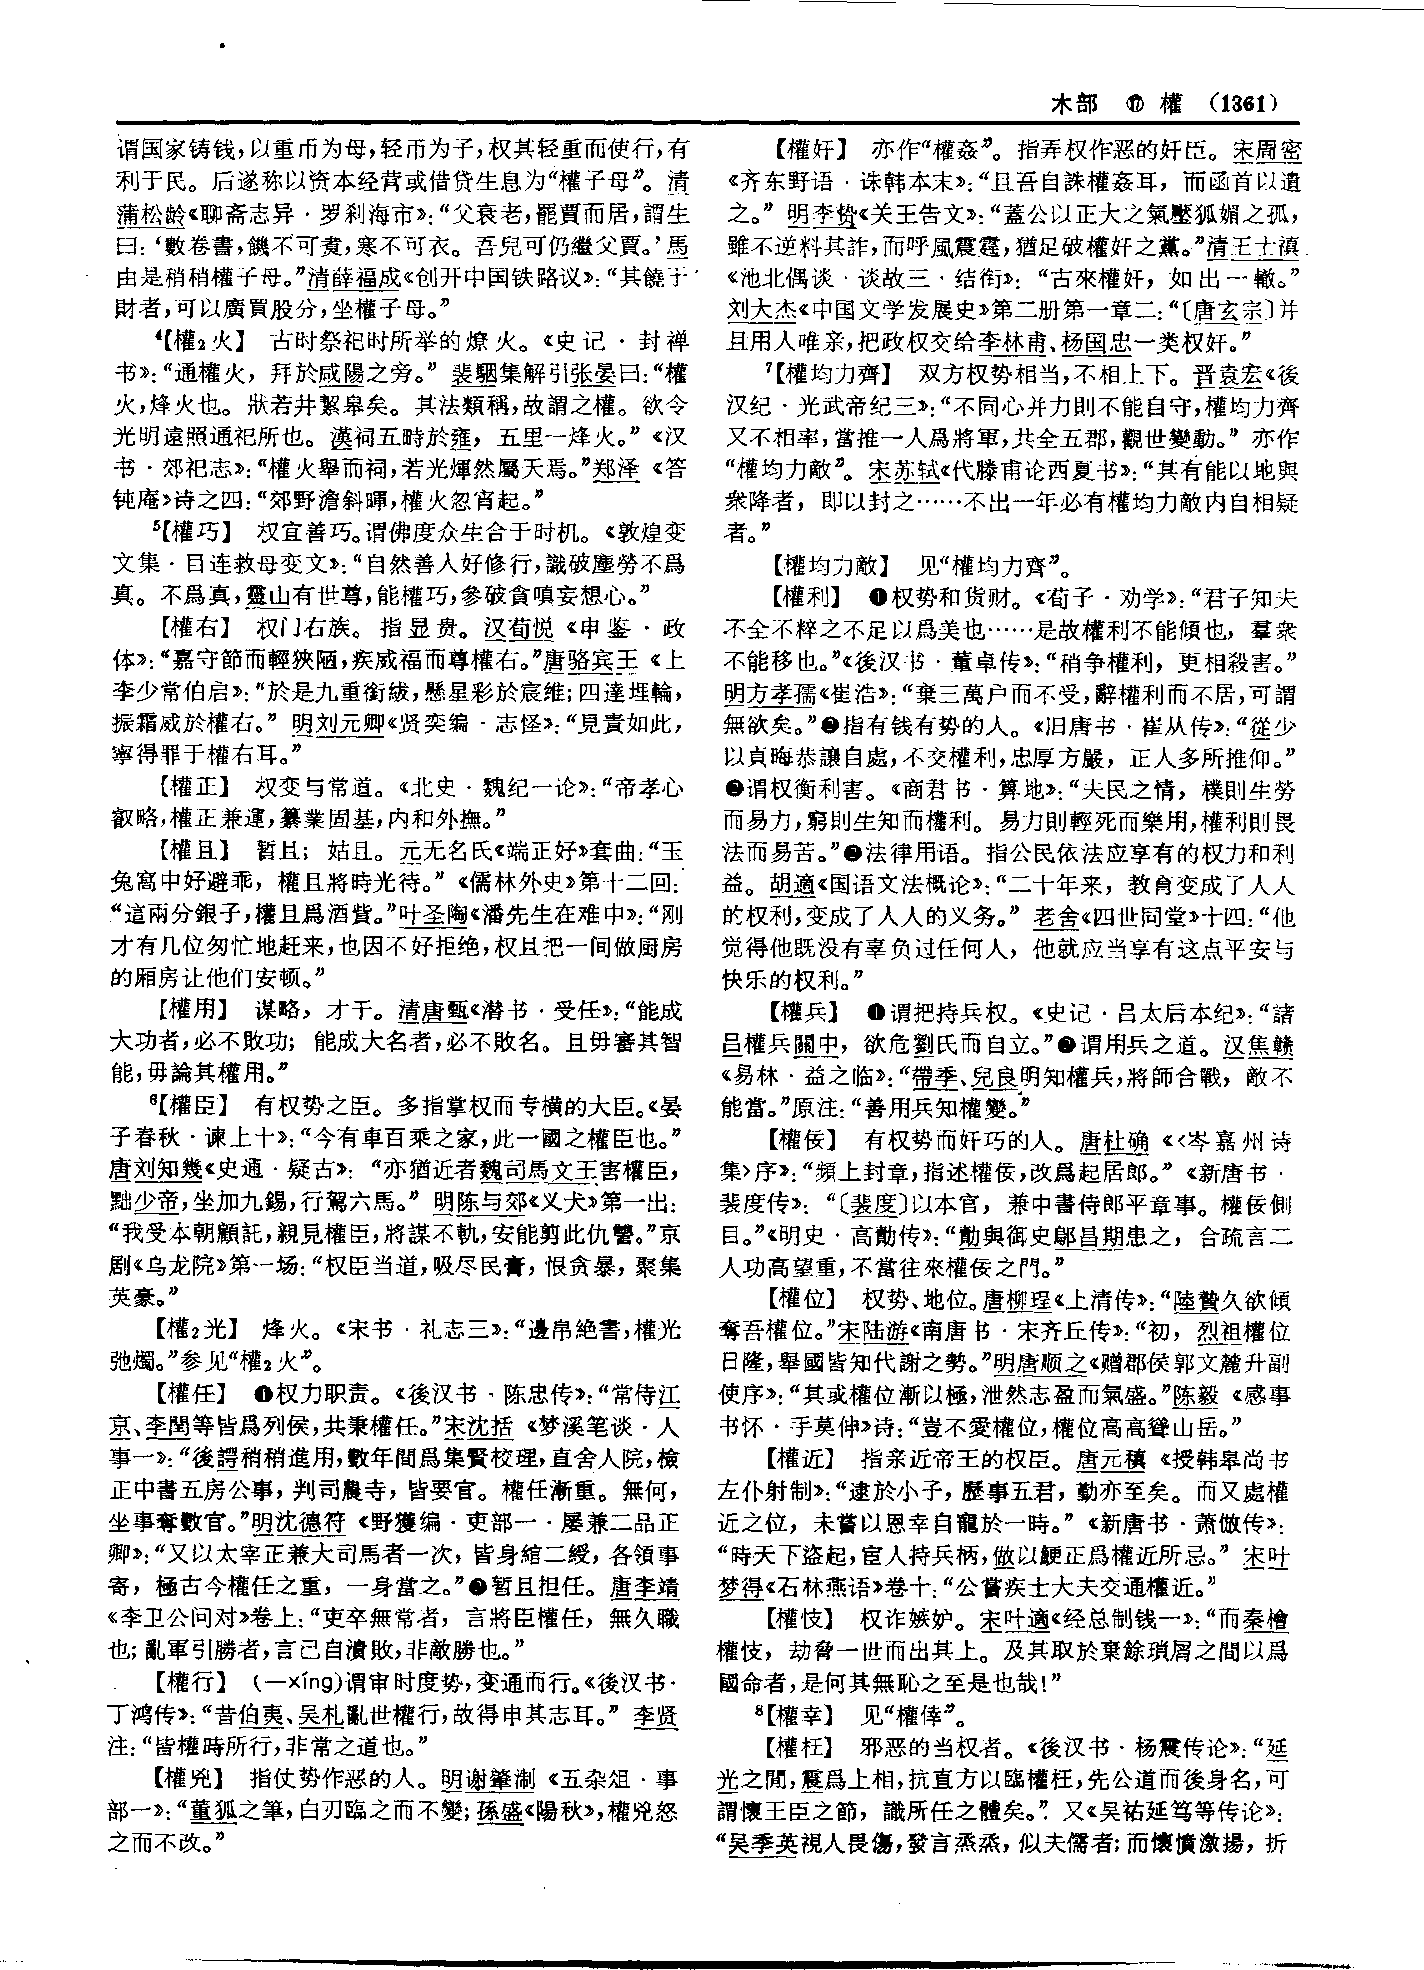 木部 ⑰ 權 （1361）
谓国家铸钱，以重币为母，轻币为子，权其轻重而使行，有
利于民。后遂称以资本经营或借贷生息为“權子母”。清
蒲松龄《聊斋志异·罗刹海市》：“父衰老，罷賈而居，謂生
曰：‘數卷書，饑不可煑，寒不可衣。吾兒可仍繼父賈。’馬
由是稍稍權子母。”清薛福成《创开中国铁路议》：“其饒于
財者，可以廣買股分，坐權子母。”
⁴【權₂火】 古时祭祀时所举的燎火。《史记·封禅
书》：“通權火，拜於咸陽之旁。”裴駰集解引张晏曰：“權
火，烽火也。狀若井絜皋矣。其法類稱，故謂之權。欲令
光明遠照通祀所也。漢祠五畤於雍，五里一烽火。”《汉
书·郊祀志》：“權火舉而祠，若光煇然屬天焉。”郑泽《答
钝庵》诗之四：“郊野澹斜暉，權火忽宵起。”
⁵【權巧】 权宜善巧。谓佛度众生合于时机。《敦煌变
文集·目连救母变文》：“自然善人好修行，識破塵勞不爲
真。不爲真，靈山有世尊，能權巧，參破貪嗔妄想心。”
【權右】 权门右族。指显贵。汉荀悦《申鉴·政
体》：“嘉守節而輕狹陋，疾威福而尊權右。”唐骆宾王《上
李少常伯启》：“於是九重銜紱，懸星彩於宸維；四達埋輪，
振霜威於權右。”明刘元卿《贤奕编·志怪》：“見責如此，
寧得罪于權右耳。”
【權正】 权变与常道。《北史·魏纪一论》：“帝孝心
叡略，權正兼運，纂業固基，内和外撫。”
【權且】 暂且；姑且。元无名氏《端正好》套曲：“玉
兔窩中好避乖，權且將時光待。”《儒林外史》第十二回：
“這兩分銀子，權且爲酒貲。”叶圣陶《潘先生在难中》：“刚
才有几位匆忙地赶来，也因不好拒绝，权且把一间做厨房
的厢房让他们安顿。”
【權用】 谋略，才干。清唐甄《潜书·受任》：“能成
大功者，必不敗功；能成大名者，必不敗名。且毋審其智
能，毋論其權用。”
⁶【權臣】 有权势之臣。多指掌权而专横的大臣。《晏
子春秋·谏上十》：“今有車百乘之家，此一國之權臣也。”
唐刘知幾《史通·疑古》：“亦猶近者魏司馬文王害權臣，
黜少帝，坐加九錫，行駕六馬。”明陈与郊《义犬》第一出：
“我受本朝顧託，親見權臣，將謀不軌，安能剪此仇讐。”京
剧《乌龙院》第一场：“权臣当道，吸尽民膏，恨贪暴，聚集
英豪。”
【權₂光】 烽火。《宋书·礼志三》：“邊帛絶書，權光
弛燭。”参见“權₂火”。
【權任】 ❶权力职责。《後汉书·陈忠传》：“常侍江
京、李閏等皆爲列侯，共秉權任。”宋沈括《梦溪笔谈·人
事一》：“後諤稍稍進用，數年間爲集賢校理，直舍人院，檢
正中書五房公事，判司農寺，皆要官。權任漸重。無何，
坐事奪數官。”明沈德符《野獲编·吏部一·屡兼二品正
卿》：“又以太宰正兼大司馬者一次，皆身綰二綬，各領事
寄，極古今權任之重，一身當之。”❷暂且担任。唐李靖
《李卫公问对》卷上：“吏卒無常者，言將臣權任，無久職
也；亂軍引勝者，言己自潰敗，非敵勝也。”
【權行】 （—xíng）谓审时度势，变通而行。《後汉书·
丁鸿传》：“昔伯夷、吴札亂世權行，故得申其志耳。”李贤
注：“皆權時所行，非常之道也。”
【權兇】 指仗势作恶的人。明谢肇淛《五杂俎·事
部一》：“董狐之筆，白刃臨之而不變；孫盛《陽秋》，權兇怒
之而不改。”
【權奸】 亦作“權姦”。指弄权作恶的奸臣。宋周密
《齐东野语·诛韩本末》：“且吾自誅權姦耳，而函首以遺
之。”明李贽《关王告文》：“蓋公以正大之氣壓狐媚之孤，
雖不逆料其詐，而呼風震霆，猶足破權奸之黨。”清王士禛
《池北偶谈·谈故三·结衔》：“古來權奸，如出一轍。”
刘大杰《中国文学发展史》第二册第一章二：“〔唐玄宗〕并
且用人唯亲，把政权交给李林甫、杨国忠一类权奸。”
⁷【權均力齊】 双方权势相当，不相上下。晋袁宏《後
汉纪·光武帝纪三》：“不同心并力則不能自守，權均力齊
又不相率，當推一人爲將軍，共全五郡，觀世變動。”亦作
“權均力敵”。宋苏轼《代滕甫论西夏书》：“其有能以地與
衆降者，即以封之……不出一年必有權均力敵内自相疑
者。”
【權均力敵】 见“權均力齊”。
【權利】 ❶权势和货财。《荀子·劝学》：“君子知夫
不全不粹之不足以爲美也……是故權利不能傾也，羣衆
不能移也。”《後汉书·董卓传》：“稍争權利，更相殺害。”
明方孝孺《崔浩》：“棄三萬户而不受，辭權利而不居，可謂
無欲矣。”❷指有钱有势的人。《旧唐书·崔从传》：“從少
以貞晦恭讓自處，不交權利，忠厚方嚴，正人多所推仰。”
❸谓权衡利害。《商君书·算地》：“夫民之情，樸則生勞
而易力，窮則生知而權利。易力則輕死而樂用，權利則畏
法而易苦。”❹法律用语。指公民依法应享有的权力和利
益。胡適《国语文法概论》：“二十年来，教育变成了人人
的权利，变成了人人的义务。”老舍《四世同堂》十四：“他
觉得他既没有辜负过任何人，他就应当享有这点平安与
快乐的权利。”
【權兵】 ❶谓把持兵权。《史记·吕太后本纪》：“諸
吕權兵關中，欲危劉氏而自立。”❷谓用兵之道。汉焦赣
《易林·益之临》：“帶季、兒良明知權兵，將師合戰，敵不
能當。”原注：“善用兵知權變。”
【權佞】 有权势而奸巧的人。唐杜确《〈岑嘉州诗
集〉序》：“頻上封章，指述權佞，改爲起居郎。”《新唐书·
裴度传》：“〔裴度〕以本官，兼中書侍郎平章事。權佞側
目。”《明史·高勣传》：“勣與御史鄔昌期患之，合疏言二
人功高望重，不當往來權佞之門。”
【權位】 权势、地位。唐柳珵《上清传》：“陸贄久欲傾
奪吾權位。”宋陆游《南唐书·宋齐丘传》：“初，烈祖權位
日隆，舉國皆知代謝之勢。”明唐顺之《赠郡侯郭文麓升副
使序》：“其或權位漸以極，泄然志盈而氣盛。”陈毅《感事
书怀·手莫伸》诗：“豈不愛權位，權位高高聳山岳。”
【權近】 指亲近帝王的权臣。唐元稹《授韩皋尚书
左仆射制》：“逮於小子，歷事五君，勤亦至矣。而又處權
近之位，未嘗以恩幸自寵於一時。”《新唐书·萧倣传》：
“時天下盜起，宦人持兵柄，倣以鯁正爲權近所忌。”宋叶
梦得《石林燕语》卷十：“公嘗疾士大夫交通權近。”
【權忮】 权诈嫉妒。宋叶適《经总制钱一》：“而秦檜
權忮，劫脅一世而出其上。及其取於棄餘瑣屑之間以爲
國命者，是何其無恥之至是也哉！”
⁸【權幸】 见“權倖”。
【權枉】 邪恶的当权者。《後汉书·杨震传论》：“延
光之閒，震爲上相，抗直方以臨權枉，先公道而後身名，可
謂懷王臣之節，識所任之體矣。”又《吴祐延笃等传论》：
“吴季英視人畏傷，發言烝烝，似夫儒者；而懷憤激揚，折